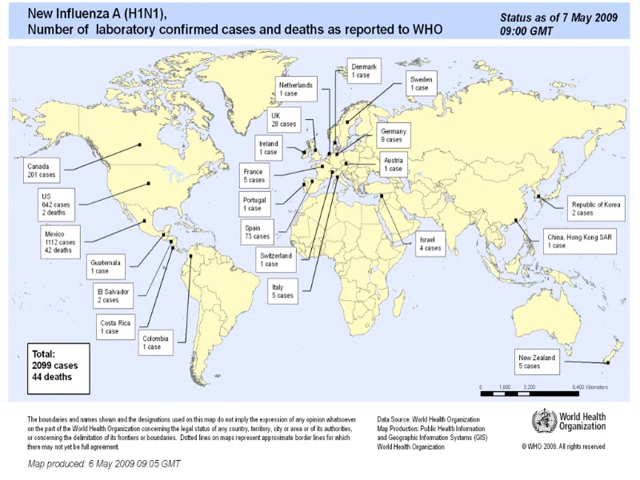 New Influenza A (H1N1),
Number of laboratory confirmed cases and deaths as reported to WHO
Status as of 7 May 2009
09:00 GMT
Denmark
1 case
Sweden
1 case
Netherlands
1 case
UK
28 cases
Germany
9 cases
Ireland
1 case
Austria
1 case
Canada
201 cases
France
5 cases
US
642 cases
2 deaths
Portugal
1 case
Republic of Korea
2 cases
Mexico
1112 cases
42 deaths
Spain
73 cases
Israel
4 cases
China, Hong Kong SAR
1 case
Guatemala
1 case
Switzerland
1 case
El Salvador
2 cases
Italy
5 cases
Costa Rica
1 case
Colombia
1 case
Total:
2099 cases
44 deaths
New Zealand
5 cases
0 1,600 3,200 6,400 Kilometers
The boundaries and names shown and the designations used on this map do not imply the expression of any opinion whatsoever
on the part of the World Health Organization concerning the legal status of any country, territory, city or area or of its authorities,
or concerning the delimitation of its frontiers or boundaries. Dotted lines on maps represent approximate border lines for which
there may not yet be full agreement.
Data Source: World Health Organization
Map Production: Public Health Information
and Geographic Information Systems (GIS)
World Health Organization
World Health
Organization
© WHO 2009. All rights reserved
Map produced: 6 May 2009 09:05 GMT